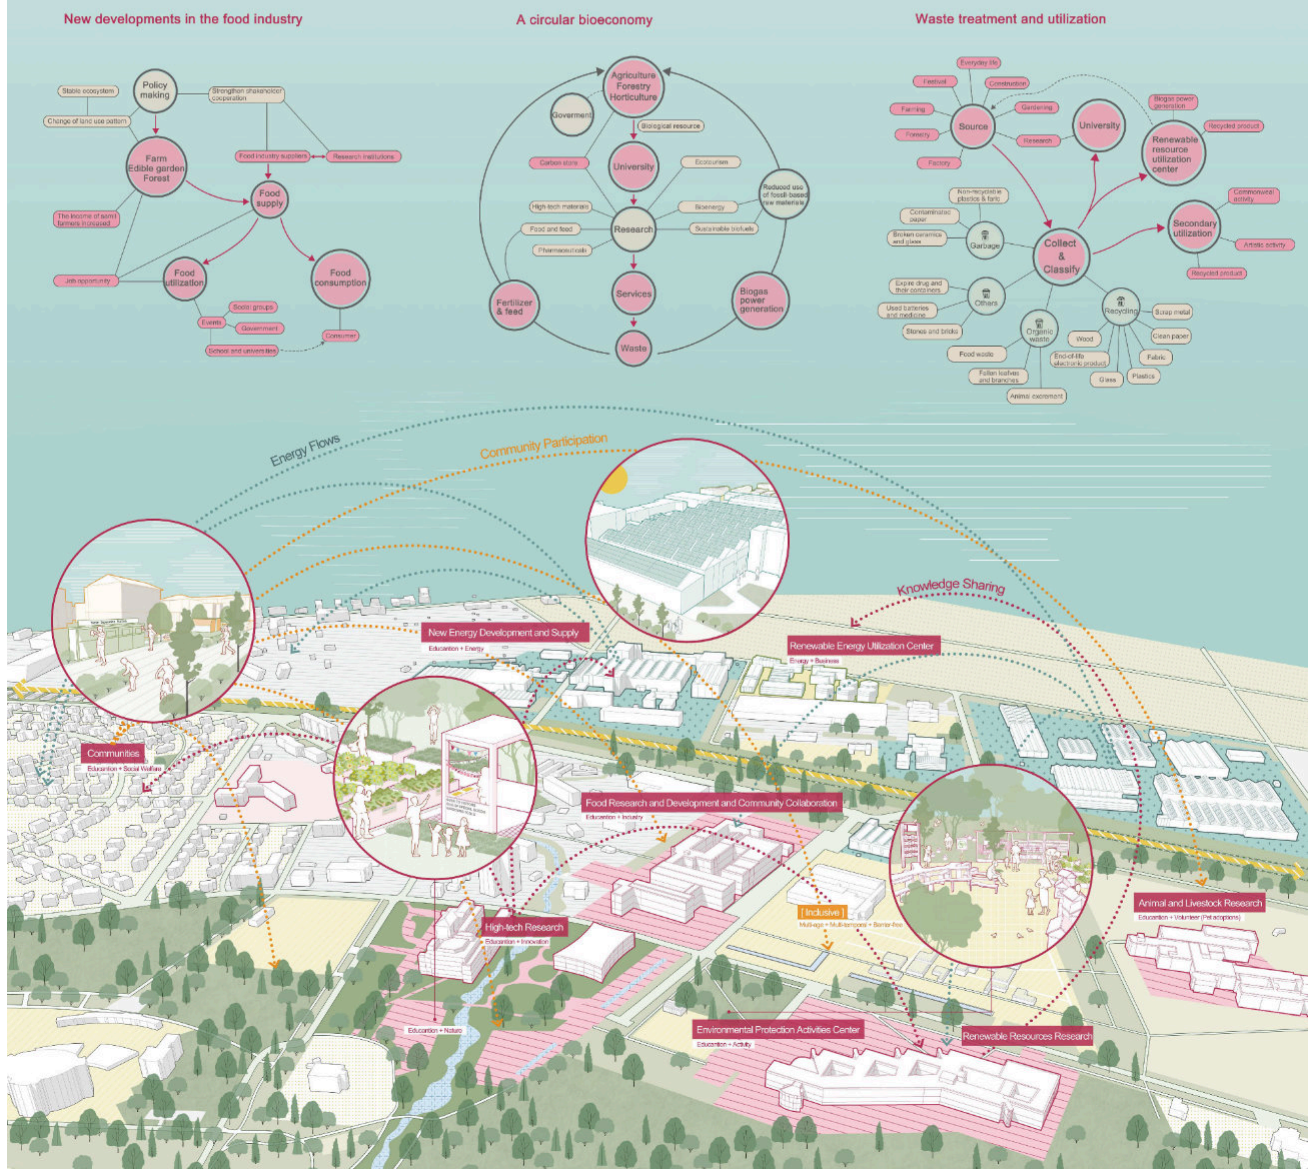 New developments in the food industry
Policy
making
Stable ecosystem
Change of land use pattern
Strengthen stakeholder
cooperation
Farm
Edible garden
Forest
Food industry suppliers
Research institutions
Food
supply
The income of
farmers increased
Job opportunity
Food
utilization
Food
consumption
Social groups
Events
Government
School and universities
Consumer
A circular bioeconomy
Agriculture
Forestry
Horticulture
Goverment
Biological resource
Carbon store
University
Ecotourism
Reduced use
of fossil-based
raw materials
High-tech materials
Bioenergy
Food and feed
Research
Sustainable biofuels
Pharmaceuticals
Fertilizer
& feed
Services
Biogas
power
generation
Waste
Waste treatment and utilization
Everyday life
Festival
Construction
Farming
Gardening
Source
Forestry
Research
Factory
University
Biogas power
generation
Recycled product
Renewable
resource
utilization
center
Commonweal
activity
Secondary
utilization
Artistic activity
Recycled product
Non-recyclable
plastics & faric
Contaminated
paper
Broken ceramics
and glass
Garbage
Collect
&
Classify
Expire drug and
their containers
Used batteries
and medicine
Others
Stones and bricks
Organic
waste
Food waste
Fallen leafves
and branches
Animal excrement
Recycling
Scrap metal
Wood
Clean paper
End-of-life
electronic product
Fabric
Glass
Plastics
Energy Flows
Community Participation
Knowledge Sharing
New Energy Development and Supply
Educantion + Energy
Renewable Energy Utilization Center
Energy + Business
Communities
Educantion + Social Welfare
Food Research and Development and Community Collaboration
Educantion + Industry
High-tech Research
Educantion + Innovation
[ Inclusive ]
Multi-age + Multi-temporal + Barrier-free
Animal and Livestock Research
Educantion + Volunteer (Pet adoptions)
Educantion + Nature
Environmental Protection Activities Center
Educantion + Activity
Renewable Resources Research